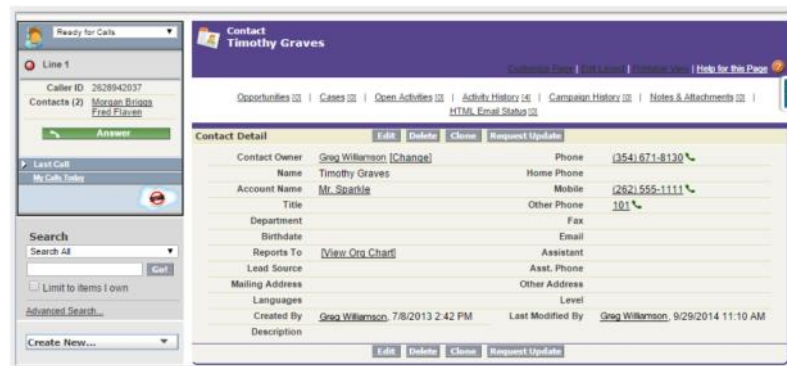 Ready for Calls
Line 1
Caller ID 2628942037
Contacts (2) Morgan Briggs
Fred Flaven
Answer
Last Call
My Calls Today
Search
Search All
Go!
Limit to items I own
Advanced Search...
Create New...
Contact
Timothy Graves
Customize Page | Edit Layout | Printable View | Help for this Page
Opportunities [0] | Cases [0] | Open Activities [0] | Activity History [4] | Campaign History [0] | Notes & Attachments [0] |
HTML Email Status [0]
Contact Detail Edit Delete Clone Request Update
Contact Owner Greg Williamson [Change] Phone (354) 671-8130
Name Timothy Graves Home Phone
Account Name Mr. Sparkle Mobile (262) 555-1111
Title Other Phone 101
Department Fax
Birthdate Email
Reports To [View Org Chart] Assistant
Lead Source Asst. Phone
Mailing Address Other Address
Languages Level
Created By Greg Williamson, 7/8/2013 2:42 PM Last Modified By Greg Williamson, 9/29/2014 11:10 AM
Description
Edit Delete Clone Request Update